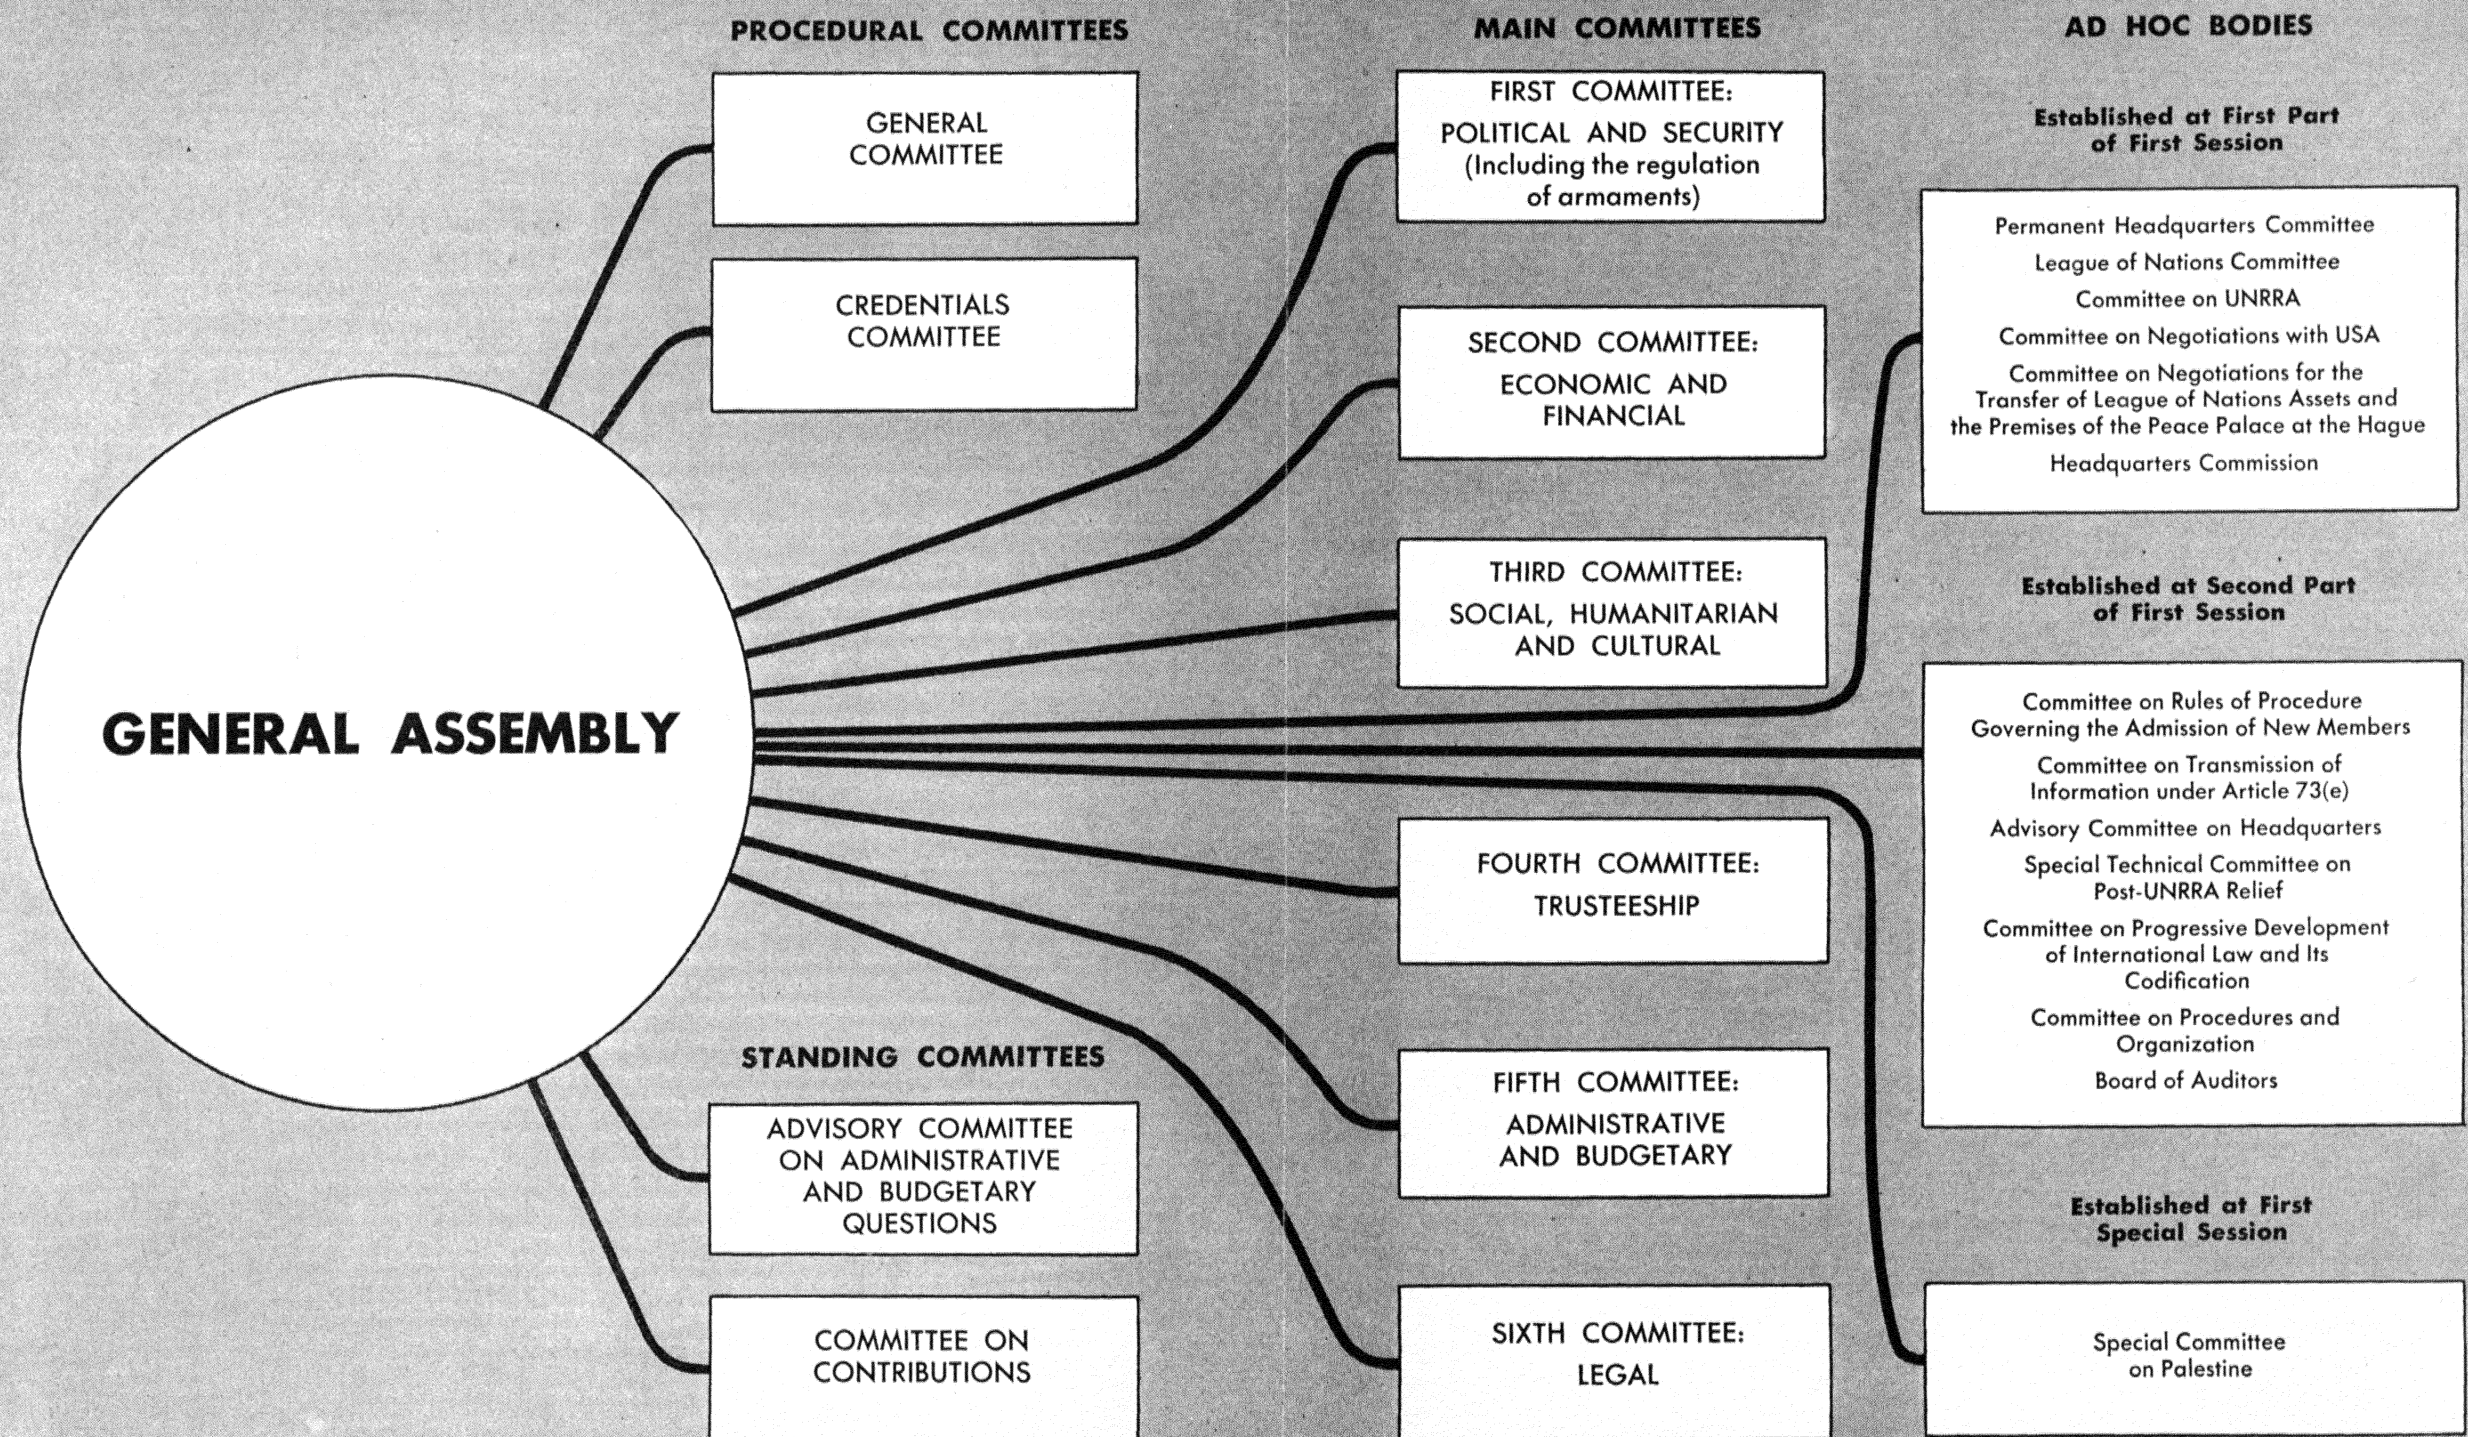 PROCEDURAL COMMITTEES
GENERAL
COMMITTEE
CREDENTIALS
COMMITTEE
GENERAL ASSEMBLY
STANDING COMMITTEES
ADVISORY COMMITTEE
ON ADMINISTRATIVE
AND BUDGETARY
QUESTIONS
COMMITTEE ON
CONTRIBUTIONS
MAIN COMMITTEES
FIRST COMMITTEE:
POLITICAL AND SECURITY
(Including the regulation
of armaments)
SECOND COMMITTEE:
ECONOMIC AND
FINANCIAL
THIRD COMMITTEE:
SOCIAL, HUMANITARIAN
AND CULTURAL
FOURTH COMMITTEE:
TRUSTEESHIP
FIFTH COMMITTEE:
ADMINISTRATIVE
AND BUDGETARY
SIXTH COMMITTEE:
LEGAL
AD HOC BODIES
Established at First Part
of First Session
Permanent Headquarters Committee
League of Nations Committee
Committee on UNRRA
Committee on Negotiations with USA
Committee on Negotiations for the
Transfer of League of Nations Assets and
the Premises of the Peace Palace at the Hague
Headquarters Commission
Established at Second Part
of First Session
Committee on Rules of Procedure
Governing the Admission of New Members
Committee on Transmission of
Information under Article 73(e)
Advisory Committee on Headquarters
Special Technical Committee on
Post-UNRRA Relief
Committee on Progressive Development
of International Law and Its
Codification
Committee on Procedures and
Organization
Board of Auditors
Established at First
Special Session
Special Committee
on Palestine